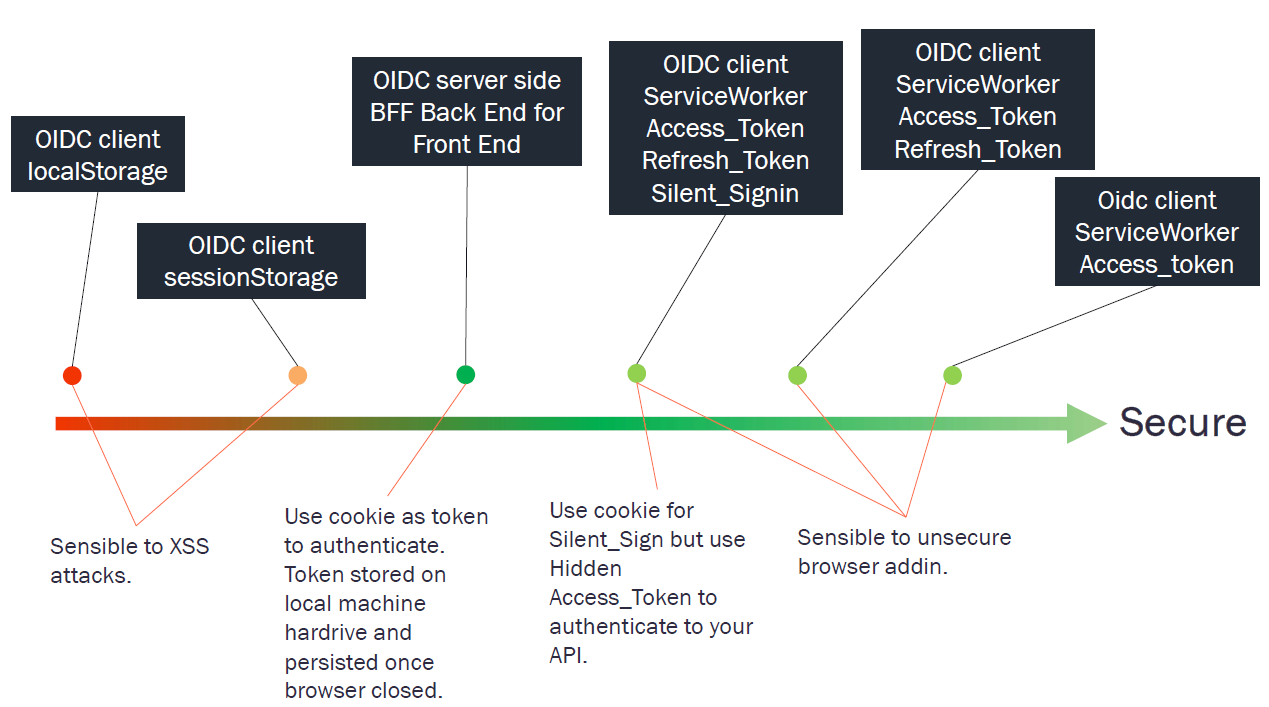 OIDC client
localStorage
OIDC client
sessionStorage
OIDC server side
BFF Back End for
Front End
OIDC client
ServiceWorker
Access_Token
Refresh_Token
Silent_Signin
OIDC client
ServiceWorker
Access_Token
Refresh_Token
Oidc client
ServiceWorker
Access_token
Secure
Sensible to XSS
attacks.
Use cookie as token
to authenticate.
Token stored on
local machine
hardrive and
persisted once
browser closed.
Use cookie for
Silent_Sign but use
Hidden
Access_Token to
authenticate to your
API.
Sensible to unsecure
browser addin.